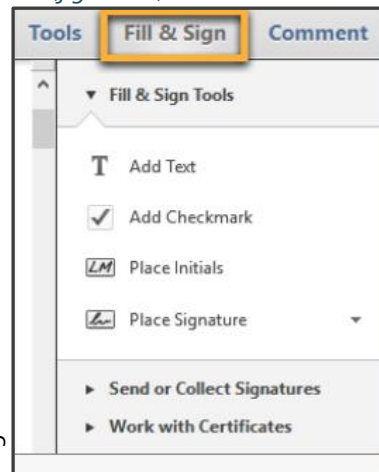 Tools Fill & Sign Comment
Fill & Sign Tools
T Add Text
Add Checkmark
LM Place Initials
Place Signature
Send or Collect Signatures
Work with Certificates